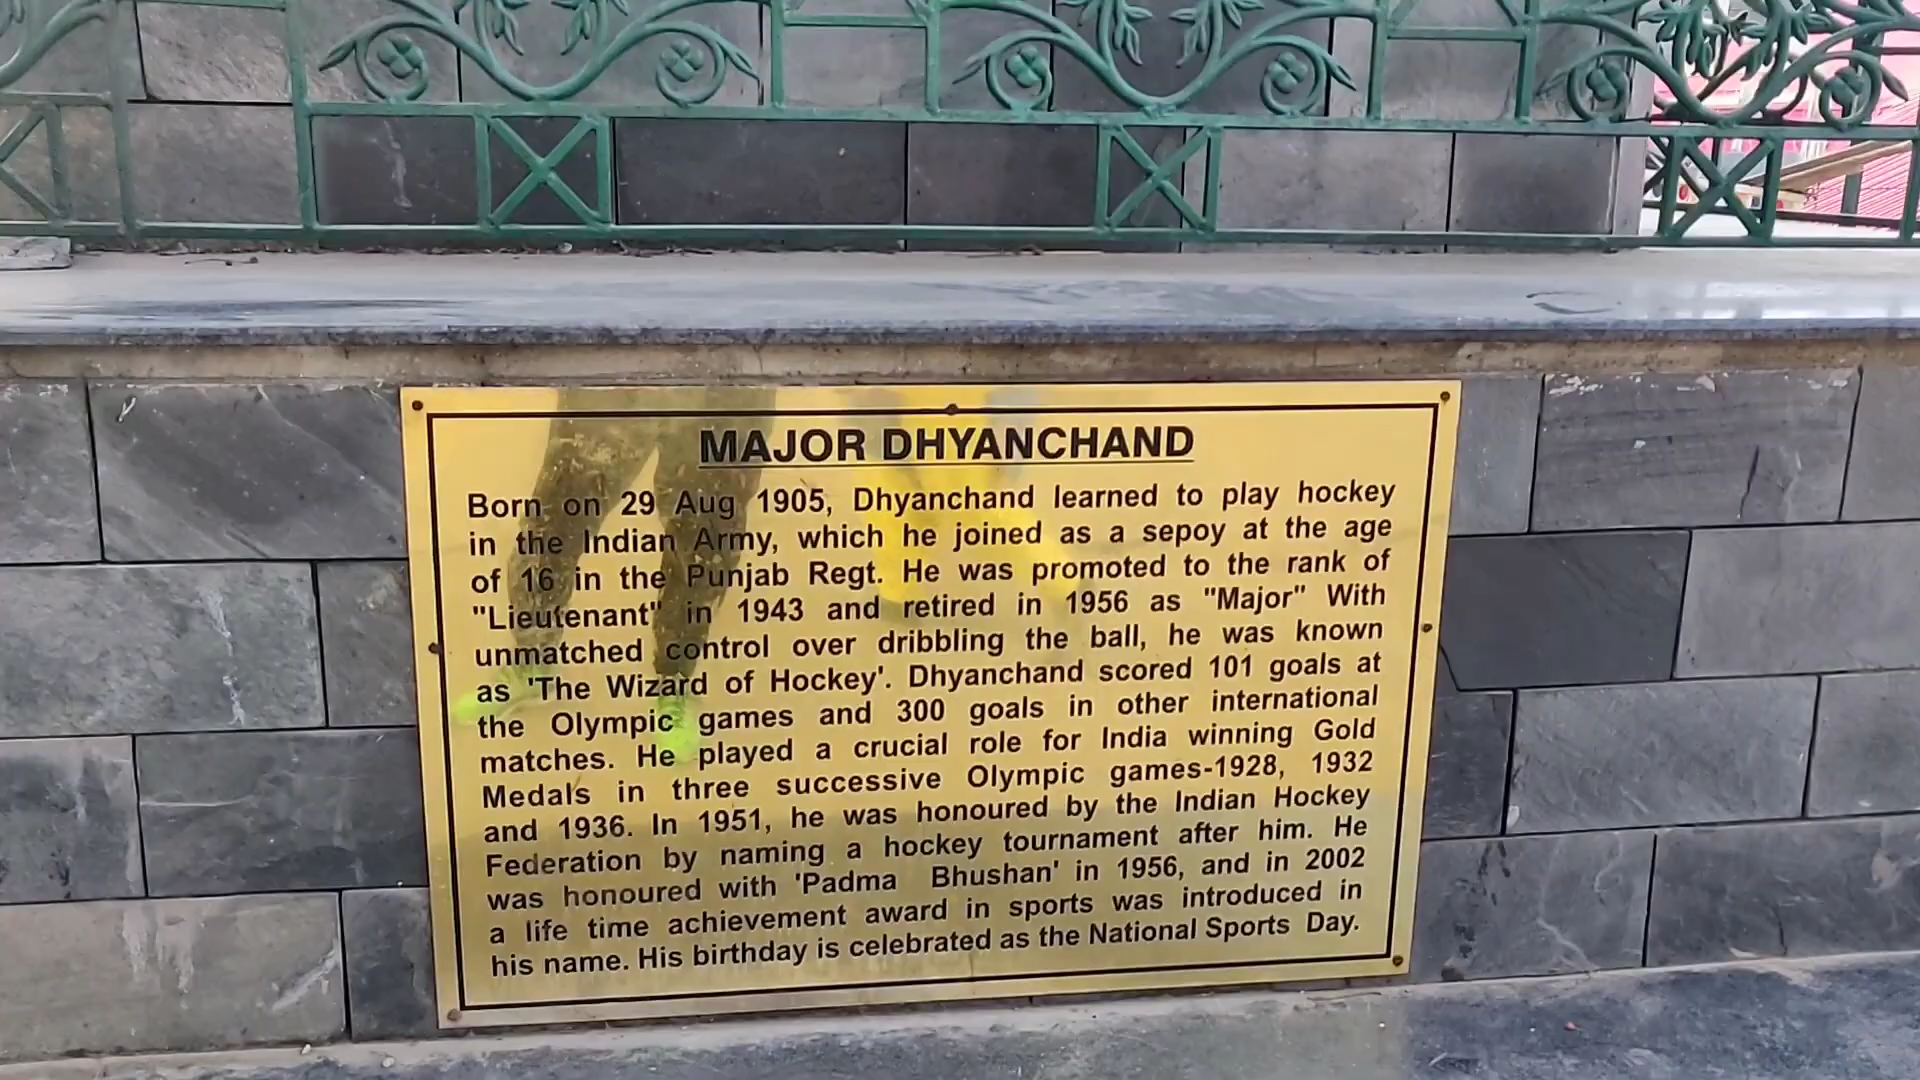 MAJOR DHYANCHAND
Born on 29 Aug 1905, Dhyanchand learned to play hockey
in the Indian Army, which he joined as a sepoy at the age
of 16 in the Punjab Regt. He was promoted to the rank of
"Lieutenant" in 1943 and retired in 1956 as "Major" With
unmatched control over dribbling the ball, he was known
as 'The Wizard of Hockey'. Dhyanchand scored 101 goals at
the Olympic games and 300 goals in other international
matches. He played a crucial role for India winning Gold
Medals in three successive Olympic games-1928, 1932
and 1936. In 1951, he was honoured by the Indian Hockey
Federation by naming a hockey tournament after him. He
was honoured with 'Padma Bhushan' in 1956, and in 2002
a life time achievement award in sports was introduced in
his name. His birthday is celebrated as the National Sports Day.